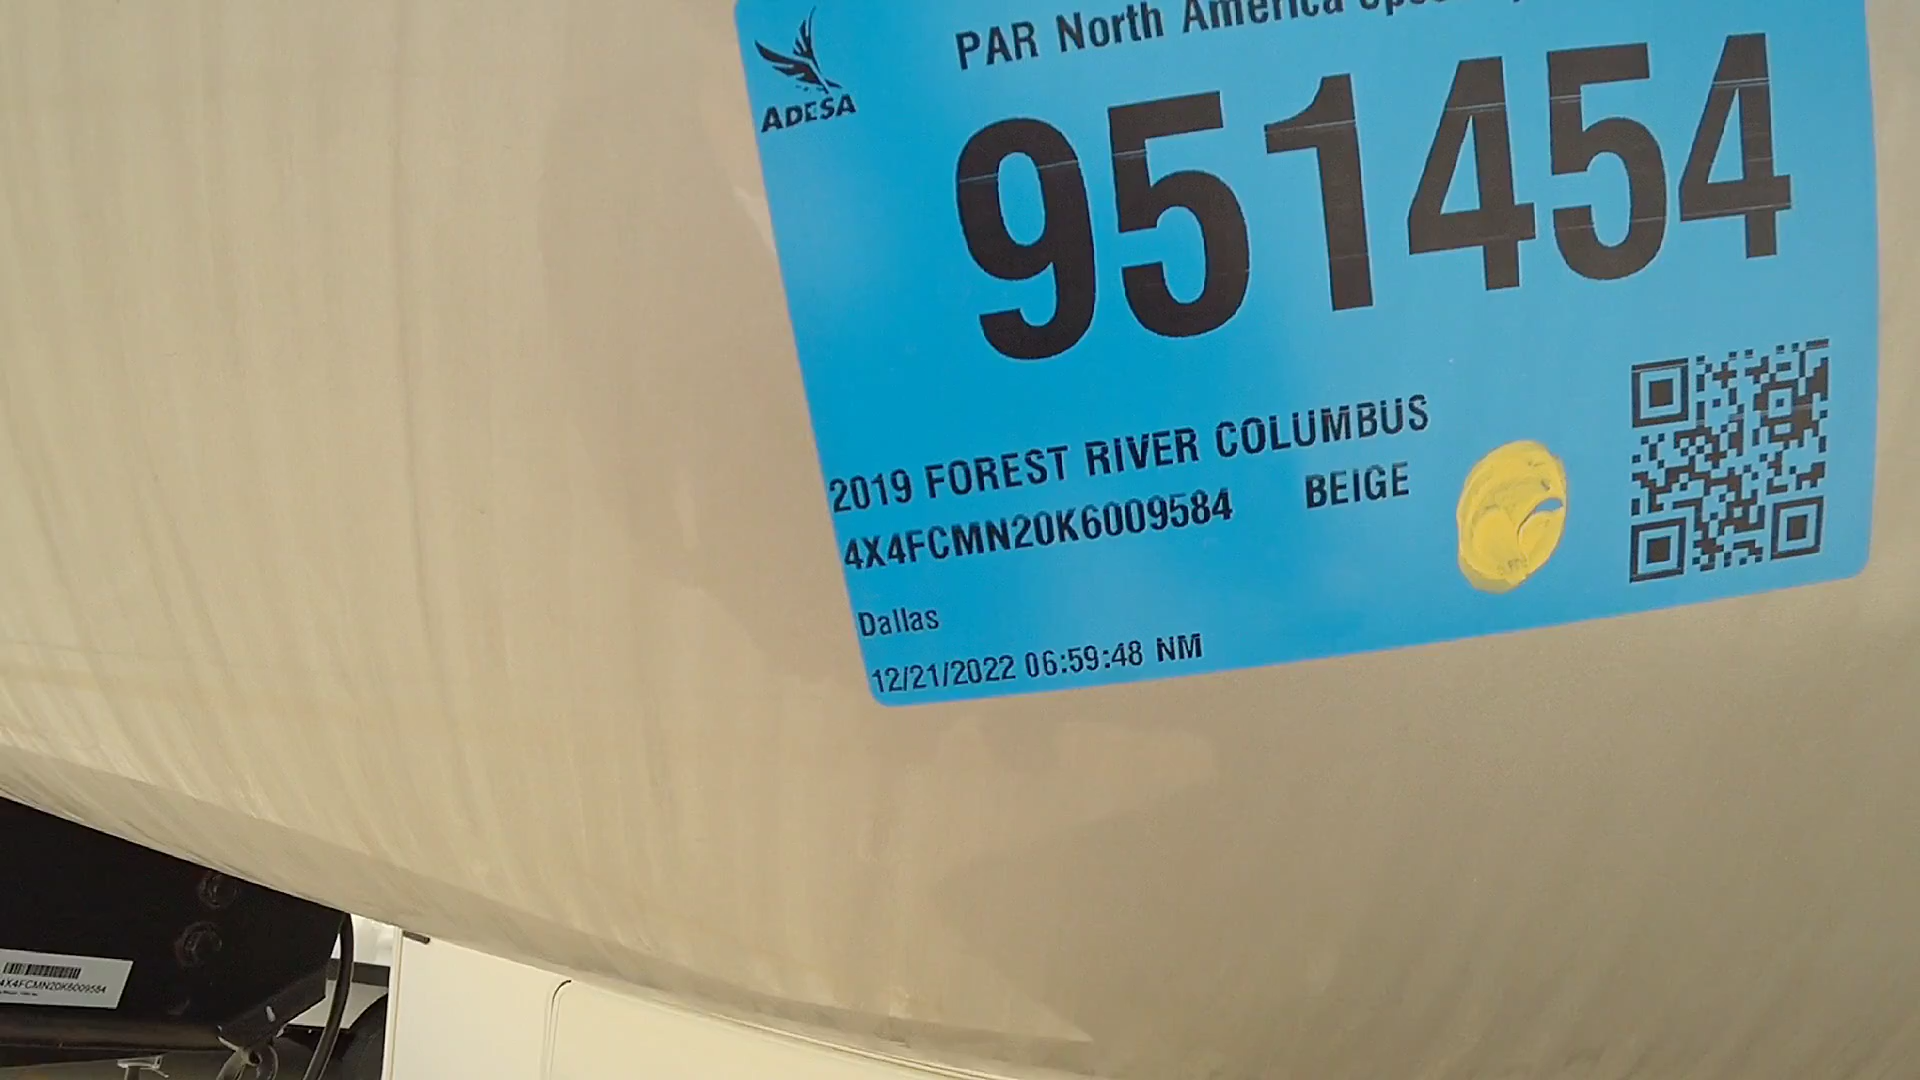 ADESA
PAR North America
951454
2019 FOREST RIVER COLUMBUS
4X4FCMN20K6009584 BEIGE
Dallas
12/21/2022 06:59:48 NM
4X4FCMN20K6009584